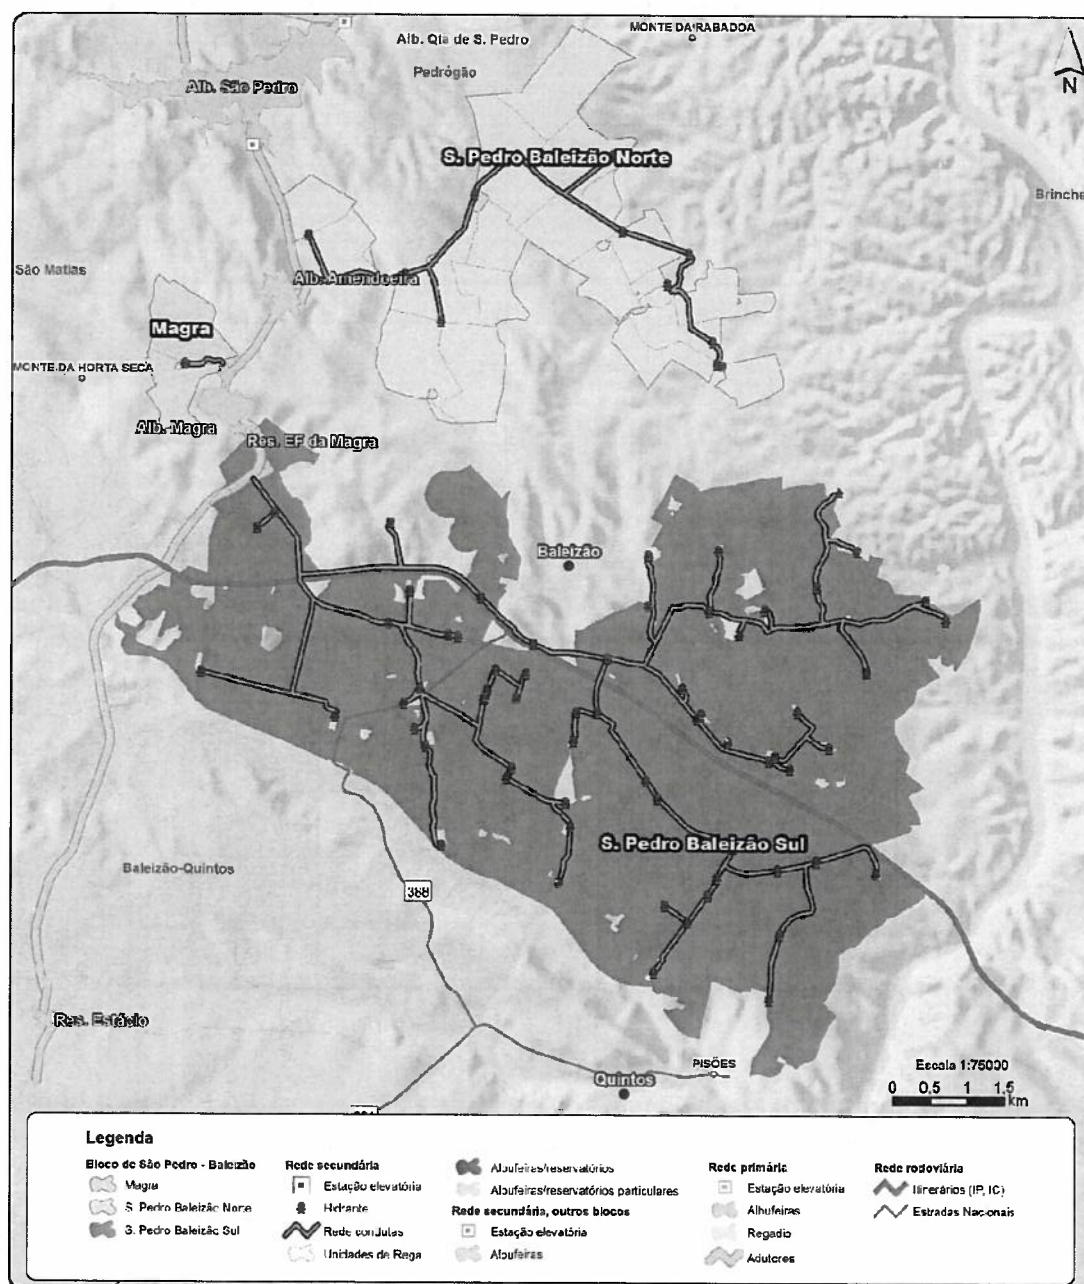 MONTE DA RABADOA
Alb. Qta de S. Pedro
Pedrógão
Alb. São Pedro
N
S. Pedro Baleizão Norte
Brinche
São Matias
Alb. Amendoeira
Magra
MONTE DA HORTA SECA
Alb. Magra
Res. EF da Magra
Baleizão
S. Pedro Baleizão Sul
Baleizão-Quintos
388
Res. Estácio
PISÕES
Quintos
Escala 1:75000
0 0,5 1 1,5
km
Legenda
Bloco de São Pedro - Baleizão
Magra
S. Pedro Baleizão Norte
S. Pedro Baleizão Sul
Rede secundária
Estação elevatória
Hidrante
Rede condutas
Unidades de Rega
Albufeiras/reservatórios
Albufeiras/reservatórios particulares
Rede secundária, outros blocos
Estação elevatória
Albufeiras
Rede primária
Estação elevatória
Albufeiras
Regadio
Adutores
Rede rodoviária
Itinerários (IP, IC)
Estradas Nacionais